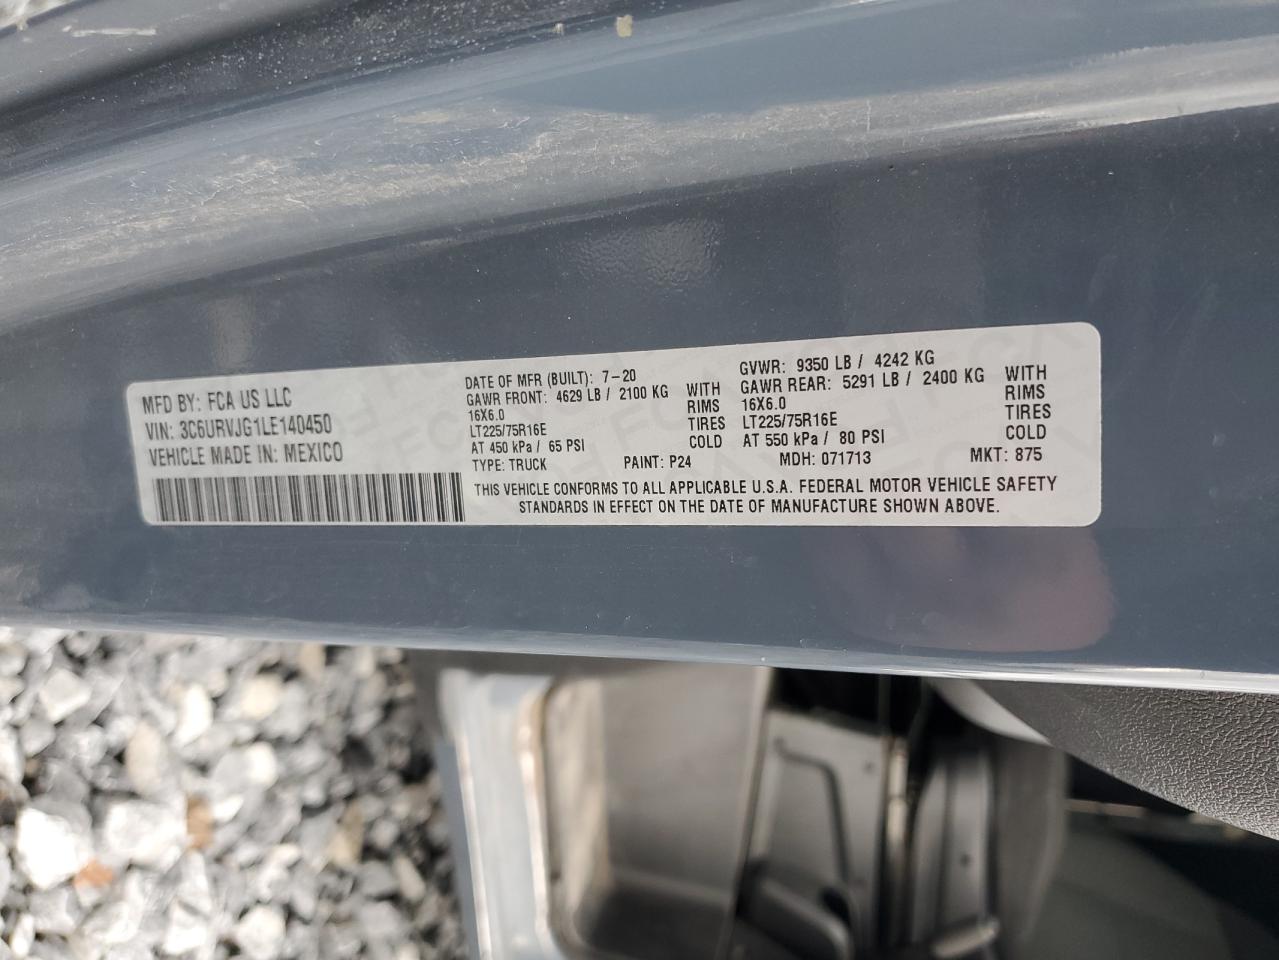 MFD BY: FCA US LLC
VIN: 3C6URVJG1LE140450
VEHICLE MADE IN: MEXICO
DATE OF MFR (BUILT): 7-20
GAWR FRONT: 4629 LB / 2100 KG WITH
16X6.0 RIMS
LT225/75R16E TIRES
AT 450 kPa / 65 PSI COLD
GVWR: 9350 LB / 4242 KG
GAWR REAR: 5291 LB / 2400 KG WITH
16X6.0 RIMS
LT225/75R16E TIRES
AT 550 kPa / 80 PSI COLD
TYPE: TRUCK PAINT: P24 MDH: 071713 MKT: 875
THIS VEHICLE CONFORMS TO ALL APPLICABLE U.S.A. FEDERAL MOTOR VEHICLE SAFETY
STANDARDS IN EFFECT ON THE DATE OF MANUFACTURE SHOWN ABOVE.